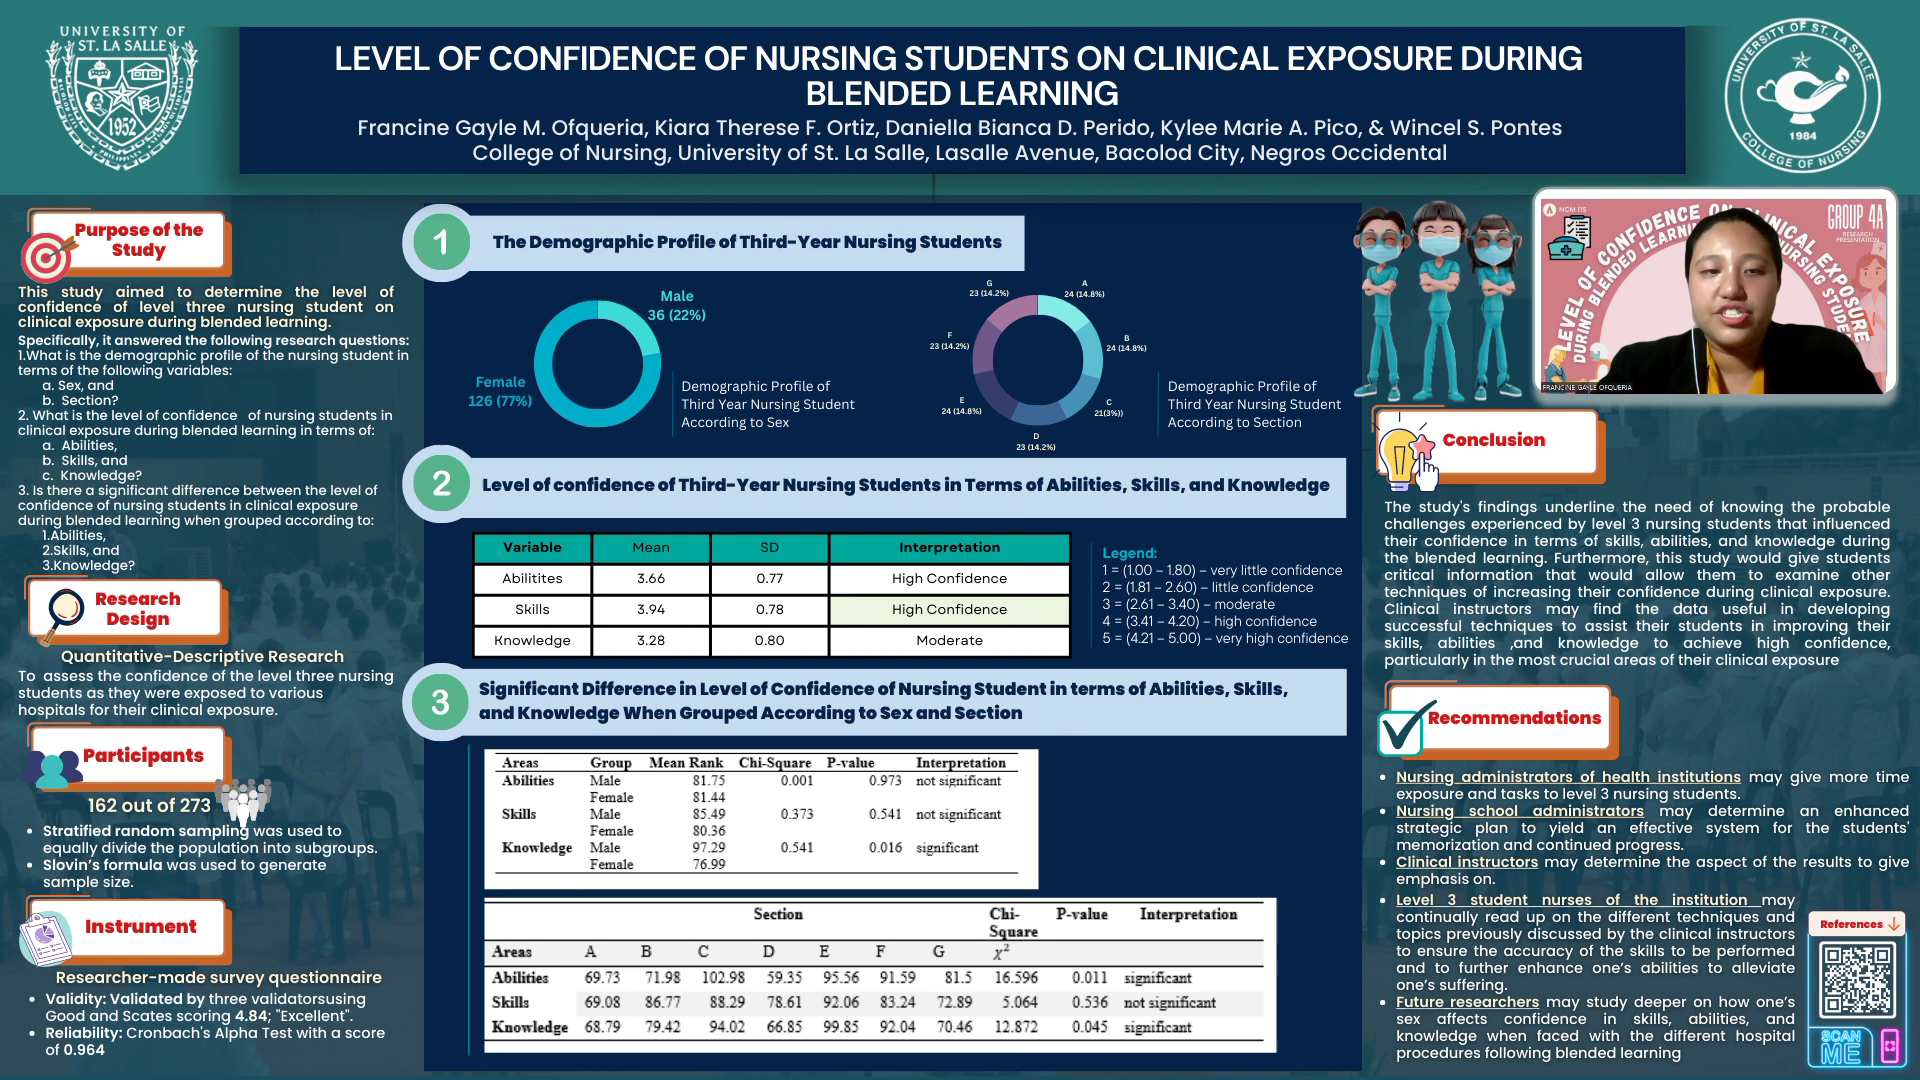 UNIVERSITY OF
ST. LA SALLE
1952
LEVEL OF CONFIDENCE OF NURSING STUDENTS ON CLINICAL EXPOSURE DURING
BLENDED LEARNING
Francine Gayle M. Ofqueria, Kiara Therese F. Ortiz, Daniella Bianca D. Perido, Kylee Marie A. Pico, & Wincel S. Pontes
College of Nursing, University of St. La Salle, Lasalle Avenue, Bacolod City, Negros Occidental
UNIVERSITY OF ST. LA SALLE
1984
COLLEGE OF NURSING
Purpose of the
Study
This study aimed to determine the level of
confidence of level three nursing student on
clinical exposure during blended learning.
Specifically, it answered the following research questions:
1.What is the demographic profile of the nursing student in
terms of the following variables:
a. Sex, and
b. Section?
2. What is the level of confidence of nursing students in
clinical exposure during blended learning in terms of:
a. Abilities,
b. Skills, and
c. Knowledge?
3. Is there a significant difference between the level of
confidence of nursing students in clinical exposure
during blended learning when grouped according to:
1.Abilities,
2.Skills, and
3.Knowledge?
Research
Design
Quantitative-Descriptive Research
To assess the confidence of the level three nursing
students as they were exposed to various
hospitals for their clinical exposure.
Participants
162 out of 273
• Stratified random sampling was used to
equally divide the population into subgroups.
• Slovin's formula was used to generate
sample size.
Instrument
Researcher-made survey questionnaire
• Validity: Validated by three validatorsusing
Good and Scates scoring 4.84; "Excellent".
• Reliability: Cronbach's Alpha Test with a score
of 0.964
1
The Demographic Profile of Third-Year Nursing Students
Male
36 (22%)
Female
126 (77%)
Demographic Profile of
Third Year Nursing Student
According to Sex
G
23 (14.2%)
A
24 (14.8%)
F
23 (14.2%)
B
24 (14.8%)
E
24 (14.8%)
C
21(3%))
D
23 (14.2%)
Demographic Profile of
Third Year Nursing Student
According to Section
2
Level of confidence of Third-Year Nursing Students in Terms of Abilities, Skills, and Knowledge
Variable Mean SD Interpretation
Abilitites 3.66 0.77 High Confidence
Skills 3.94 0.78 High Confidence
Knowledge 3.28 0.80 Moderate
Legend:
1 = (1.00 – 1.80) – very little confidence
2 = (1.81 – 2.60) – little confidence
3 = (2.61 – 3.40) – moderate
4 = (3.41 – 4.20) – high confidence
5 = (4.21 – 5.00) – very high confidence
3
Significant Difference in Level of Confidence of Nursing Student in terms of Abilities, Skills,
and Knowledge When Grouped According to Sex and Section
Areas Group Mean Rank Chi-Square P-value Interpretation
Abilities Male 81.75 0.001 0.973 not significant
Female 81.44
Skills Male 85.49 0.373 0.541 not significant
Female 80.36
Knowledge Male 97.29 0.541 0.016 significant
Female 76.99
Section Chi-Square P-value Interpretation
Areas A B C D E F G χ²
Abilities 69.73 71.98 102.98 59.35 95.56 91.59 81.5 16.596 0.011 significant
Skills 69.08 86.77 88.29 78.61 92.06 83.24 72.89 5.064 0.536 not significant
Knowledge 68.79 79.42 94.02 66.85 99.85 92.04 70.46 12.872 0.045 significant
NCM 115
GROUP 4A
RESEARCH
PRESENTATION
LEVEL OF CONFIDENCE ON CLINICAL EXPOSURE
DURING BLENDED LEARNIN NURSING STUDE
FRANCINE GAYLE OFQUERIA
Conclusion
The study's findings underline the need of knowing the probable
challenges experienced by level 3 nursing students that influenced
their confidence in terms of skills, abilities, and knowledge during
the blended learning. Furthermore, this study would give students
critical information that would allow them to examine other
techniques of increasing their confidence during clinical exposure.
Clinical instructors may find the data useful in developing
successful techniques to assist their students in improving their
skills, abilities ,and knowledge to achieve high confidence,
particularly in the most crucial areas of their clinical exposure
Recommendations
• Nursing administrators of health institutions may give more time
exposure and tasks to level 3 nursing students.
• Nursing school administrators may determine an enhanced
strategic plan to yield an effective system for the students'
memorization and continued progress.
• Clinical instructors may determine the aspect of the results to give
emphasis on.
• Level 3 student nurses of the institution may
continually read up on the different techniques and
topics previously discussed by the clinical instructors
to ensure the accuracy of the skills to be performed
and to further enhance one's abilities to alleviate
one's suffering.
• Future researchers may study deeper on how one's
sex affects confidence in skills, abilities, and
knowledge when faced with the different hospital
procedures following blended learning
References
SCAN
ME